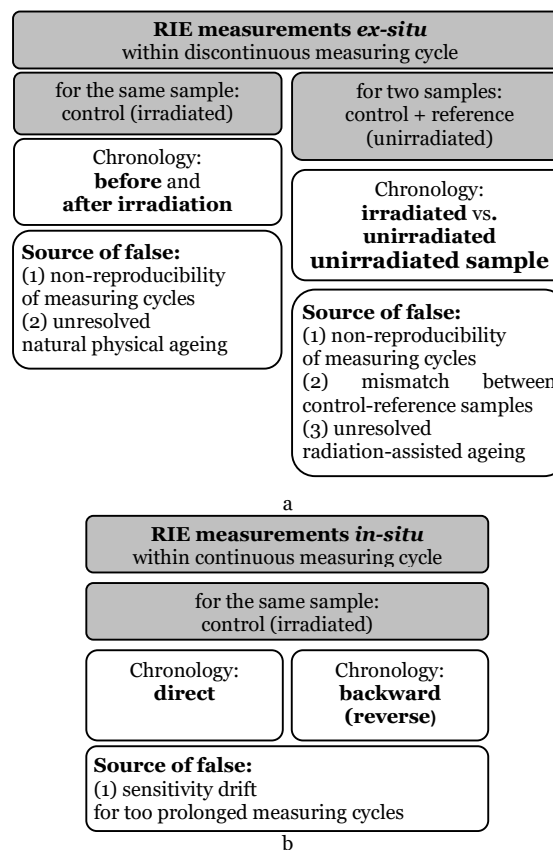 RIE measurements ex-situ
within discontinuous measuring cycle
for the same sample:
control (irradiated)
Chronology:
before and
after irradiation
Source of false:
(1) non-reproducibility
of measuring cycles
(2) unresolved
natural physical ageing
for two samples:
control + reference
(unirradiated)
Chronology:
irradiated vs.
unirradiated
unirradiated sample
Source of false:
(1) non-reproducibility
of measuring cycles
(2) mismatch between
control-reference samples
(3) unresolved
radiation-assisted ageing
a
RIE measurements in-situ
within continuous measuring cycle
for the same sample:
control (irradiated)
Chronology:
direct
Chronology:
backward
(reverse)
Source of false:
(1) sensitivity drift
for too prolonged measuring cycles
b